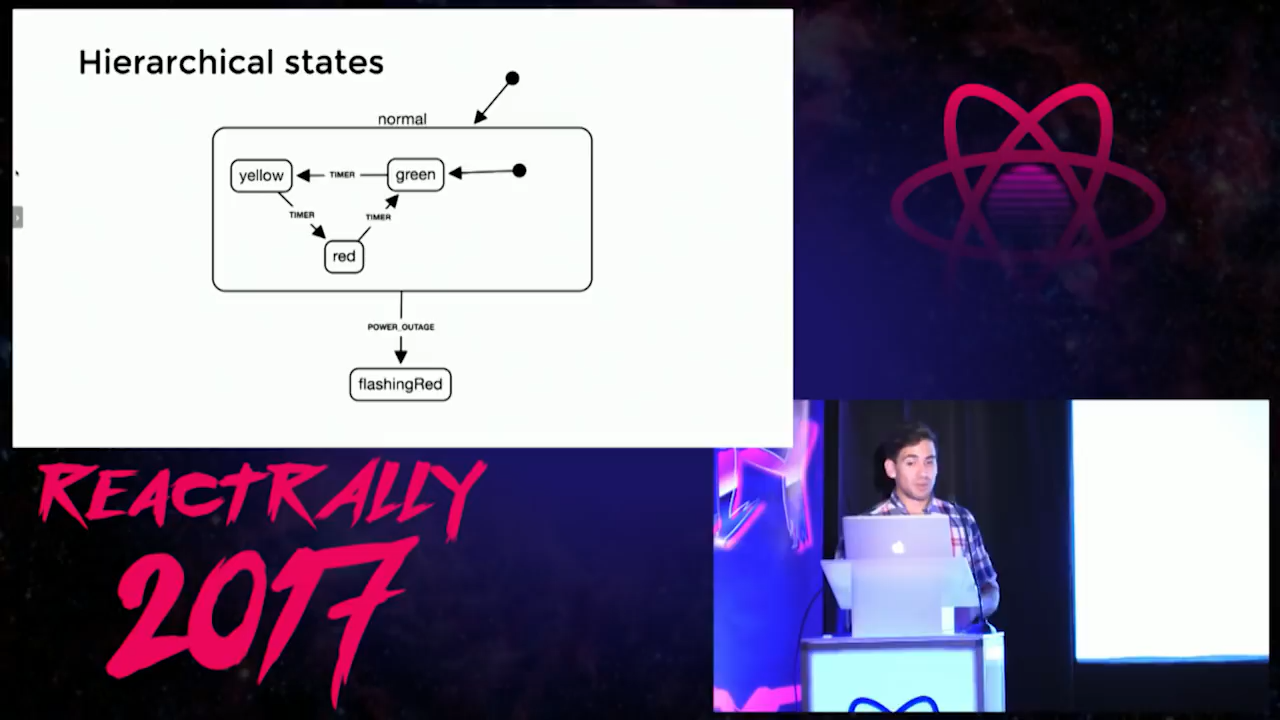 Hierarchical states
normal
yellow
TIMER
green
TIMER
TIMER
red
POWER_OUTAGE
flashingRed
REACTRALLY
2017